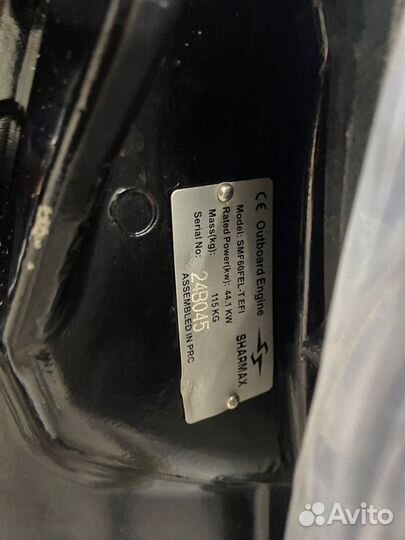 CE Outboard Engine
SHARMAX
Model: SMF60FEL-T EFI
Rated Power(kw): 44.1 KW
Mass(kg): 115 KG
Serial No: 24B045
ASSEMBLED IN PRC
Avito